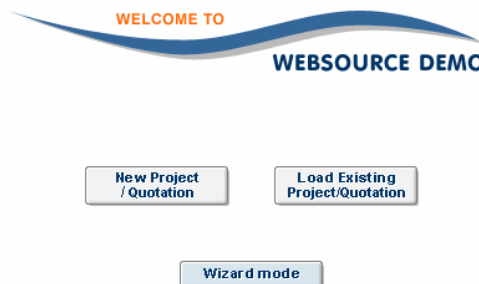 WELCOME TO
WEBSOURCE DEMO
New Project
/ Quotation
Load Existing
Project/Quotation
Wizard mode